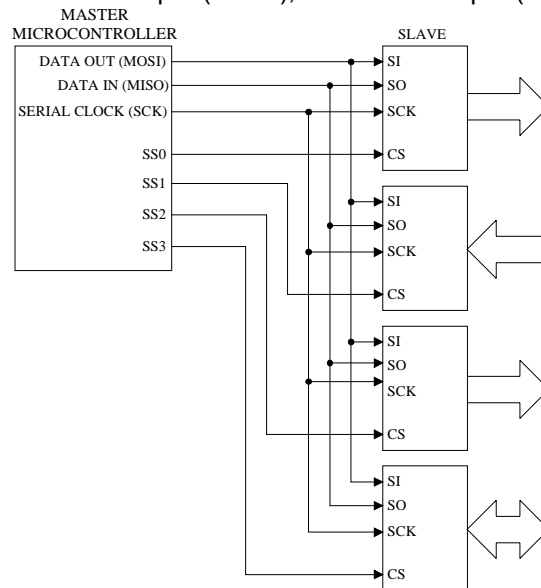 MASTER
MICROCONTROLLER
DATA OUT (MOSI)
DATA IN (MISO)
SERIAL CLOCK (SCK)
SS0
SS1
SS2
SS3
SLAVE
SI
SO
SCK
CS
SI
SO
SCK
CS
SI
SO
SCK
CS
SI
SO
SCK
CS